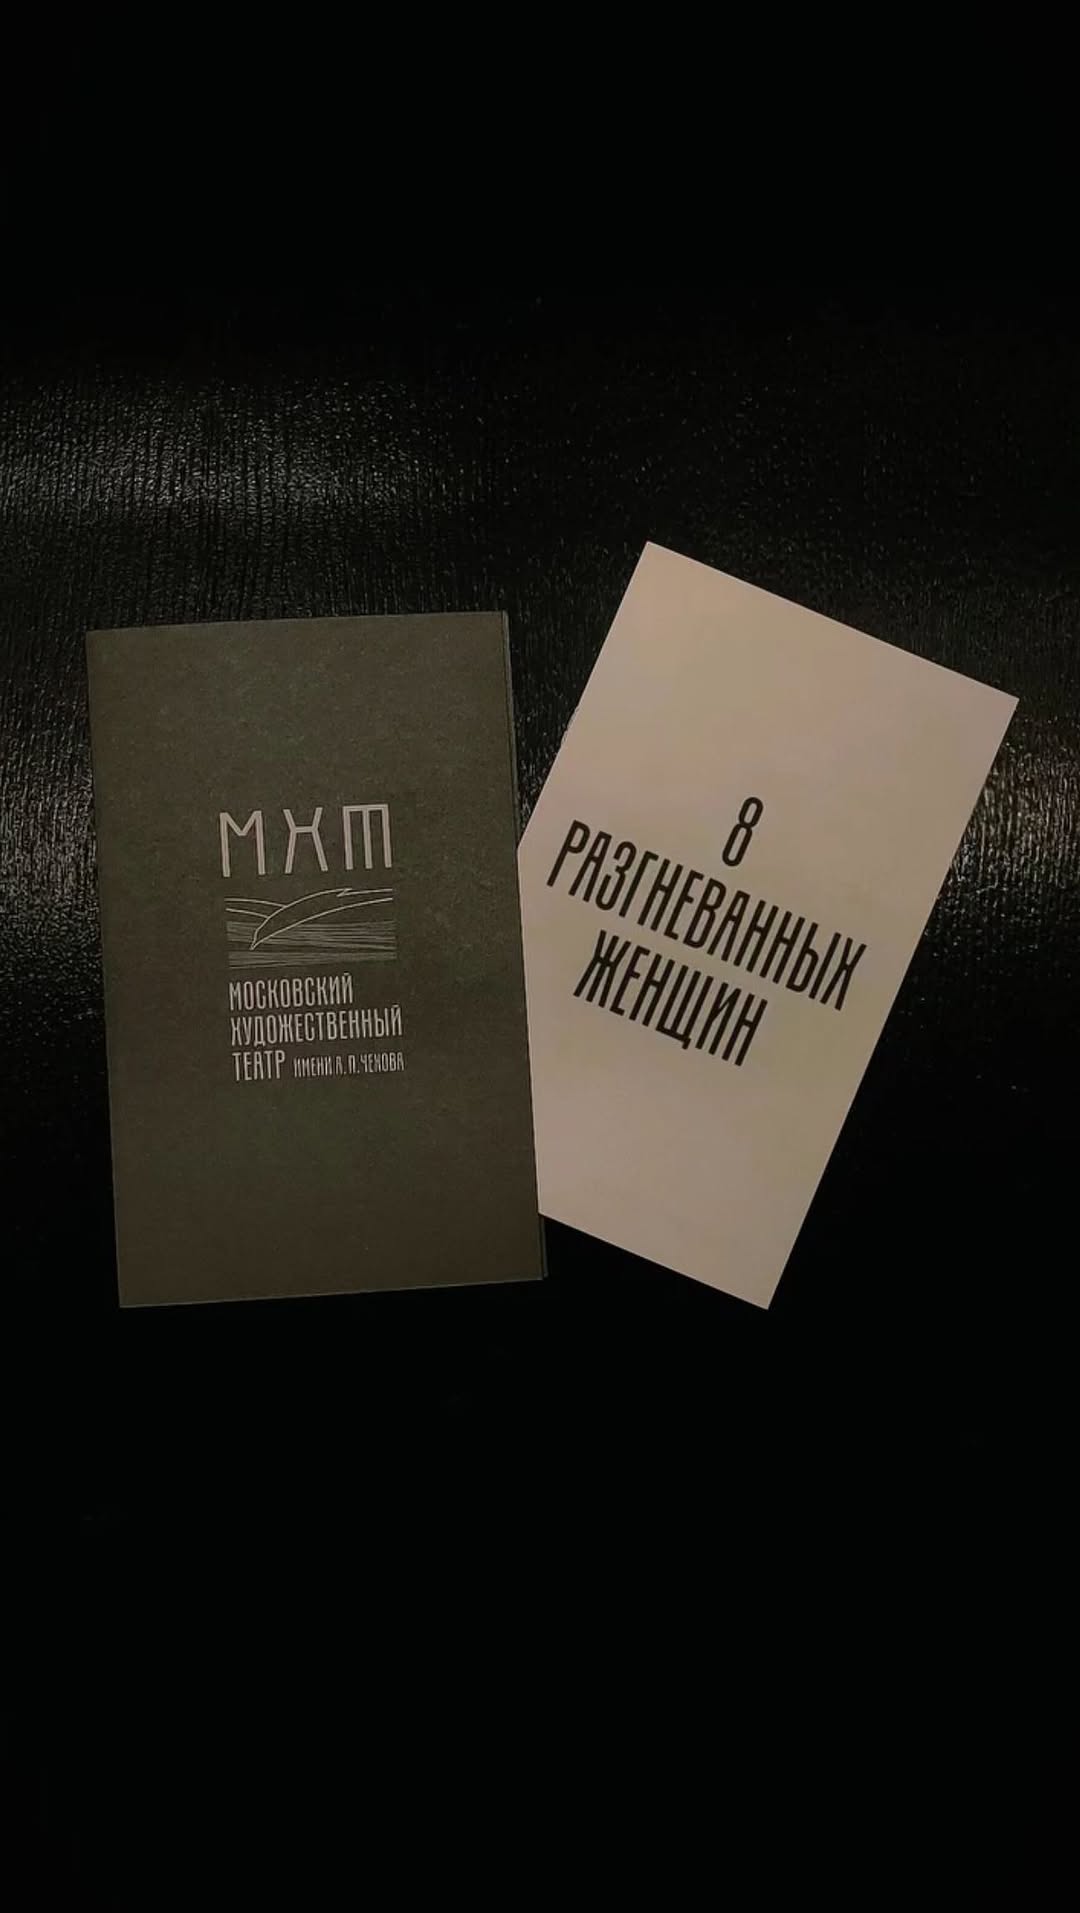 МХТ
МОСКОВСКИЙ
ХУДОЖЕСТВЕННЫЙ
ТЕАТР ИМЕНИ А. П. ЧЕХОВА
8
РАЗГНЕВАННЫХ
ЖЕНЩИН